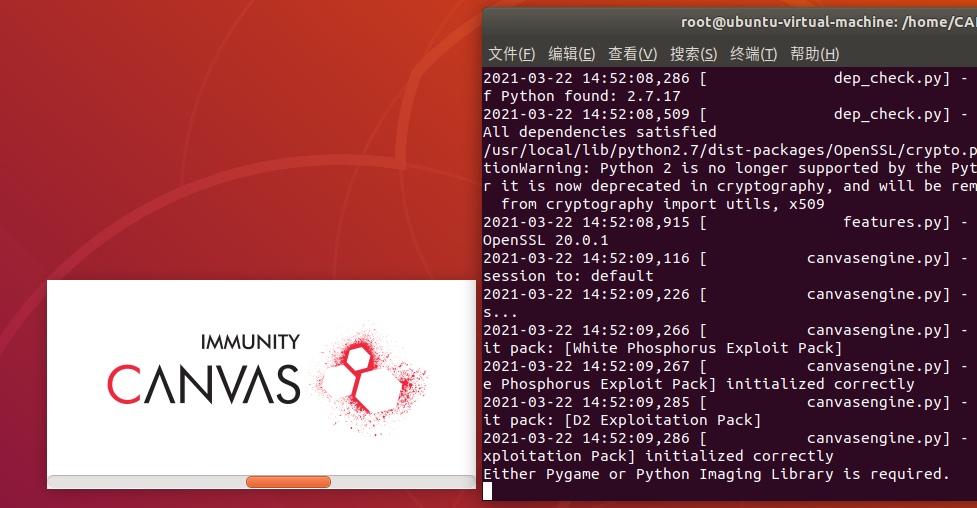 IMMUNITY
CANVAS
root@ubuntu-virtual-machine: /home/CA
文件(F) 编辑(E) 查看(V) 搜索(S) 终端(T) 帮助(H)
2021-03-22 14:52:08,286 [ dep_check.py] -
f Python found: 2.7.17
2021-03-22 14:52:08,509 [ dep_check.py] -
All dependencies satisfied
/usr/local/lib/python2.7/dist-packages/OpenSSL/crypto.p
tionWarning: Python 2 is no longer supported by the Pyt
r it is now deprecated in cryptography, and will be rem
from cryptography import utils, x509
2021-03-22 14:52:08,915 [ features.py] -
OpenSSL 20.0.1
2021-03-22 14:52:09,116 [ canvasengine.py] -
session to: default
2021-03-22 14:52:09,226 [ canvasengine.py] -
s...
2021-03-22 14:52:09,266 [ canvasengine.py] -
it pack: [White Phosphorus Exploit Pack]
2021-03-22 14:52:09,267 [ canvasengine.py] -
e Phosphorus Exploit Pack] initialized correctly
2021-03-22 14:52:09,285 [ canvasengine.py] -
it pack: [D2 Exploitation Pack]
2021-03-22 14:52:09,286 [ canvasengine.py] -
xploitation Pack] initialized correctly
Either Pygame or Python Imaging Library is required.